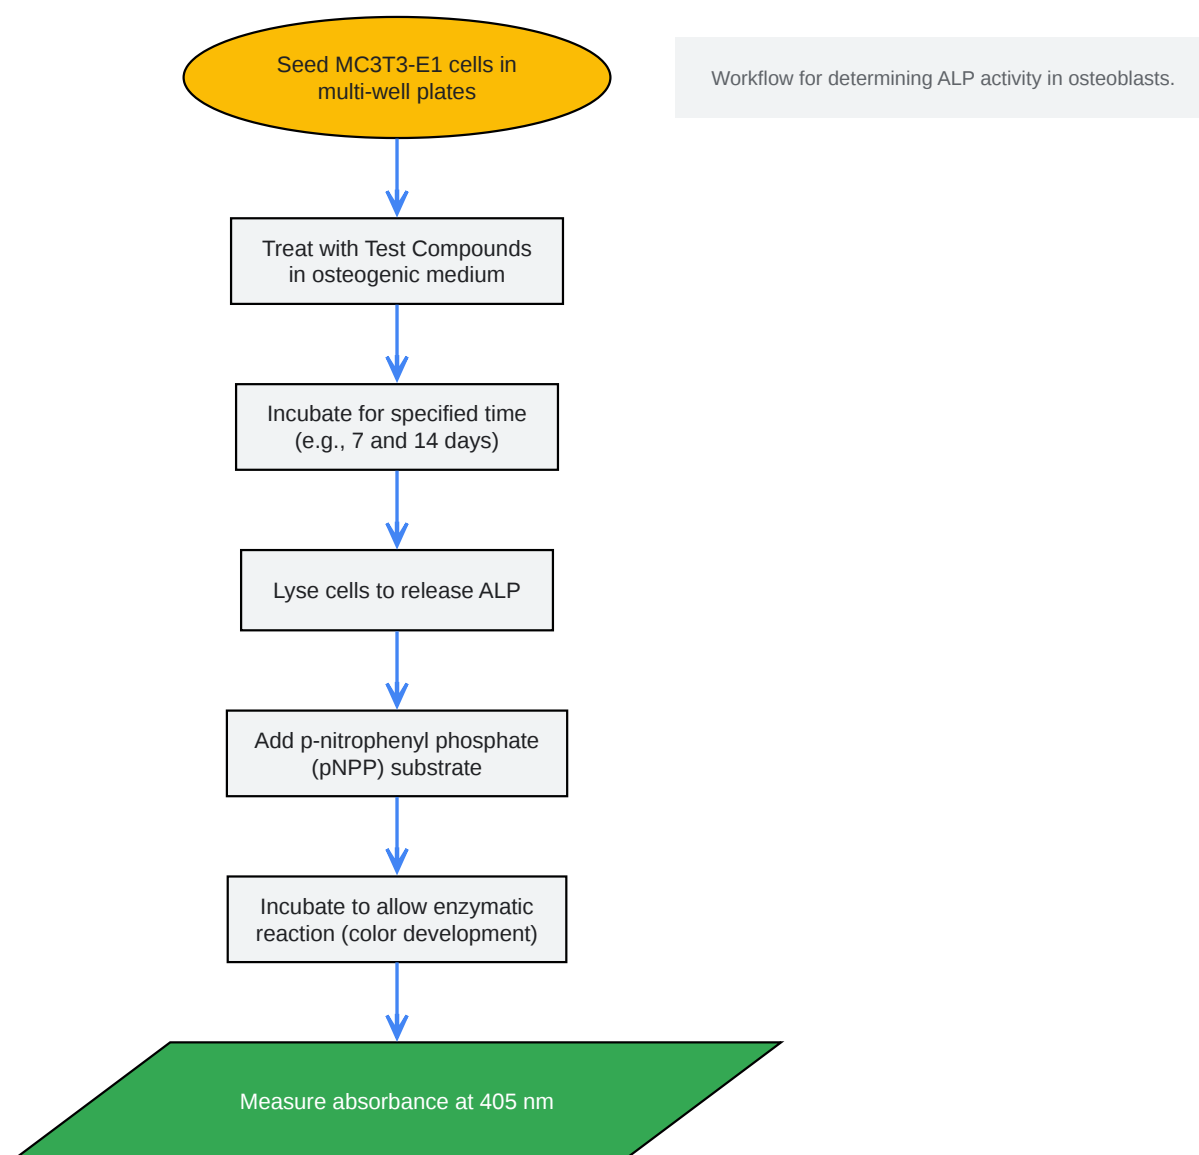 Seed MC3T3-E1 cells in
multi-well plates
Workflow for determining ALP activity in osteoblasts.
Treat with Test Compounds
in osteogenic medium
Incubate for specified time
(e.g., 7 and 14 days)
Lyse cells to release ALP
Add p-nitrophenyl phosphate
(pNPP) substrate
Incubate to allow enzymatic
reaction (color development)
Measure absorbance at 405 nm